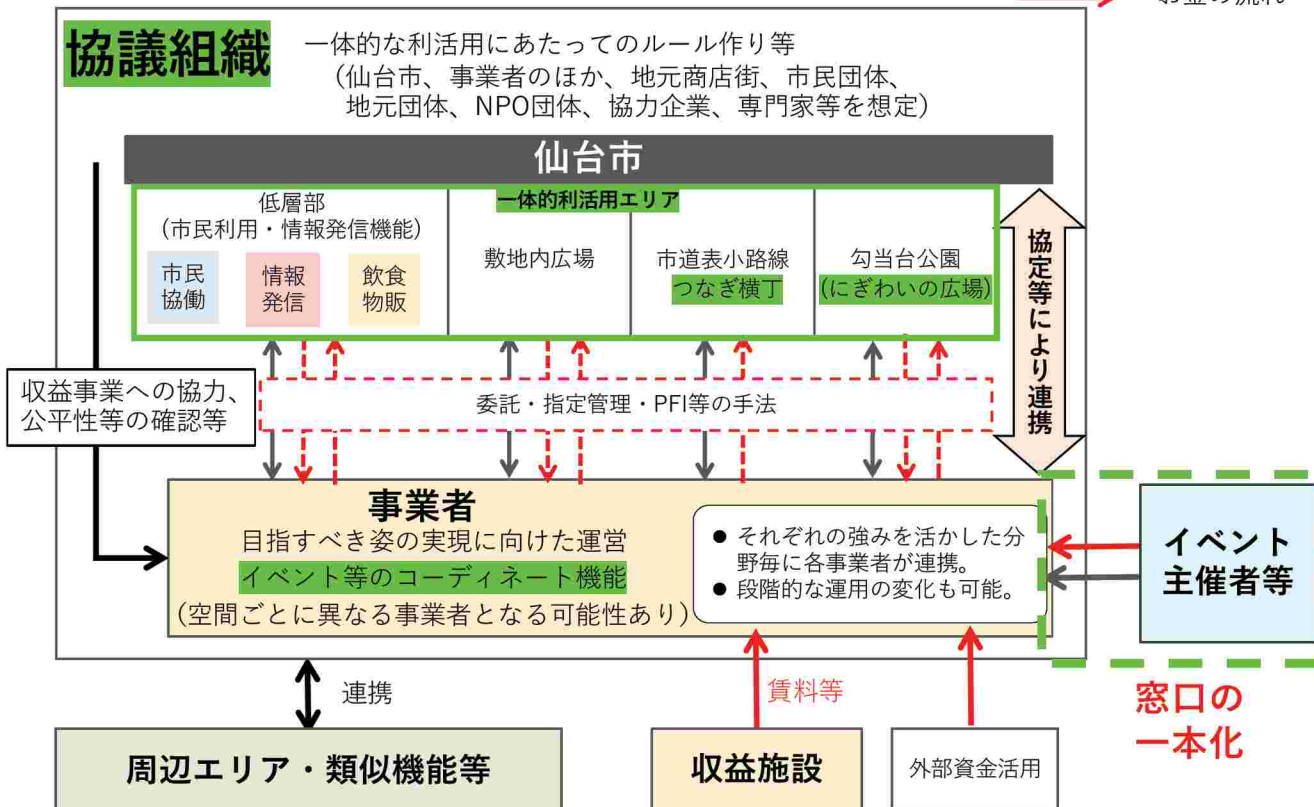 お金の流れ
協議組織
一体的な利活用にあたってのルール作り等
(仙台市、事業者のほか、地元商店街、市民団体、
地元団体、NPO団体、協力企業、専門家等を想定)
仙台市
一体的利活用エリア
低層部
(市民利用・情報発信機能)
市民
協働
情報
発信
飲食
物販
敷地内広場
市道表小路線
つなぎ横丁
勾当台公園
(にぎわいの広場)
協定等により連携
収益事業への協力、
公平性等の確認等
委託・指定管理・PFI等の手法
事業者
目指すべき姿の実現に向けた運営
イベント等のコーディネート機能
(空間ごとに異なる事業者となる可能性あり)
● それぞれの強みを活かした分
野毎に各事業者が連携。
● 段階的な運用の変化も可能。
イベント
主催者等
連携
賃料等
窓口の
一本化
周辺エリア・類似機能等
収益施設
外部資金活用